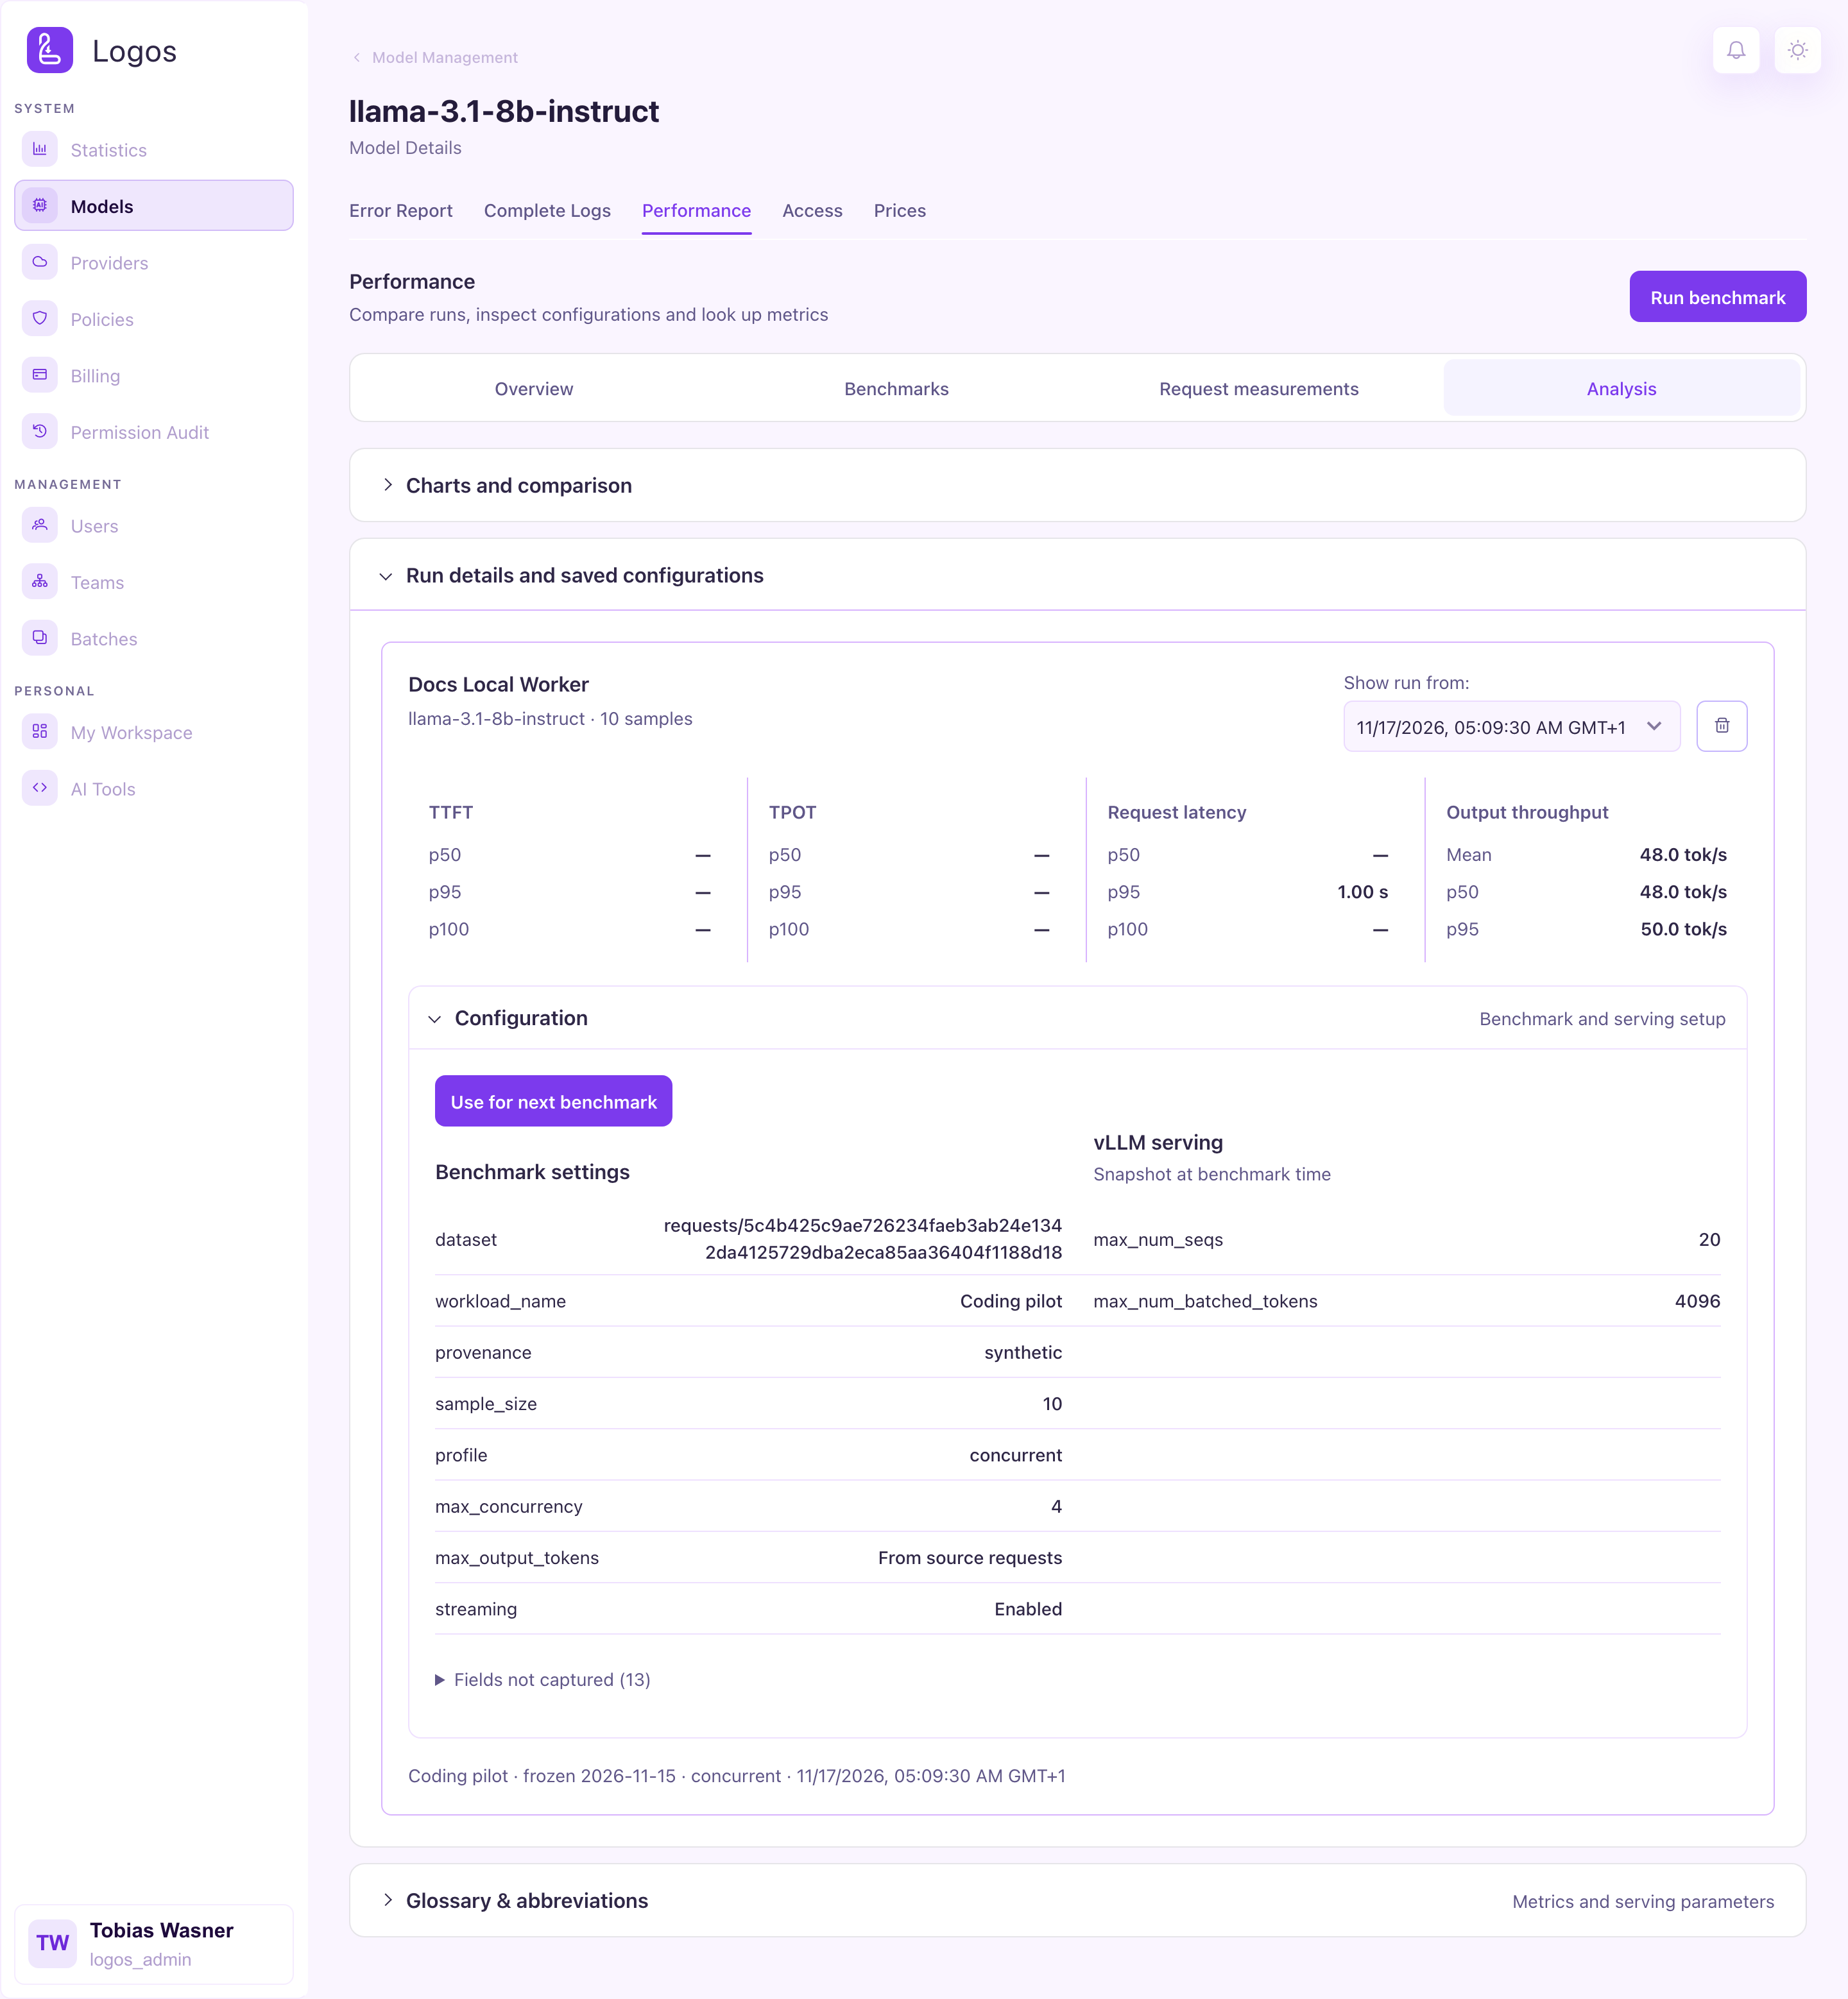 Logos
SYSTEM
Statistics
Models
Providers
Policies
Billing
Permission Audit
MANAGEMENT
Users
Teams
Batches
PERSONAL
My Workspace
AI Tools
Tobias Wasner
TW
logos_admin
Model Management
llama-3.1-8b-instruct
Model Details
Error Report Complete Logs Performance Access Prices
Performance
Compare runs, inspect configurations and look up metrics
Run benchmark
Overview Benchmarks Request measurements Analysis
Charts and comparison
Run details and saved configurations
Docs Local Worker
llama-3.1-8b-instruct · 10 samples
Show run from:
11/17/2026, 05:09:30 AM GMT+1
TTFT
p50 —
p95 —
p100 —
TPOT
p50 —
p95 —
p100 —
Request latency
p50 —
p95 1.00 s
p100 —
Output throughput
Mean 48.0 tok/s
p50 48.0 tok/s
p95 50.0 tok/s
Configuration
Benchmark and serving setup
Use for next benchmark
Benchmark settings
dataset requests/5c4b425c9ae726234faeb3ab24e134
2da4125729dba2eca85aa36404f1188d18
workload_name Coding pilot
provenance synthetic
sample_size 10
profile concurrent
max_concurrency 4
max_output_tokens From source requests
streaming Enabled
vLLM serving
Snapshot at benchmark time
max_num_seqs 20
max_num_batched_tokens 4096
Fields not captured (13)
Coding pilot · frozen 2026-11-15 · concurrent · 11/17/2026, 05:09:30 AM GMT+1
Glossary & abbreviations
Metrics and serving parameters